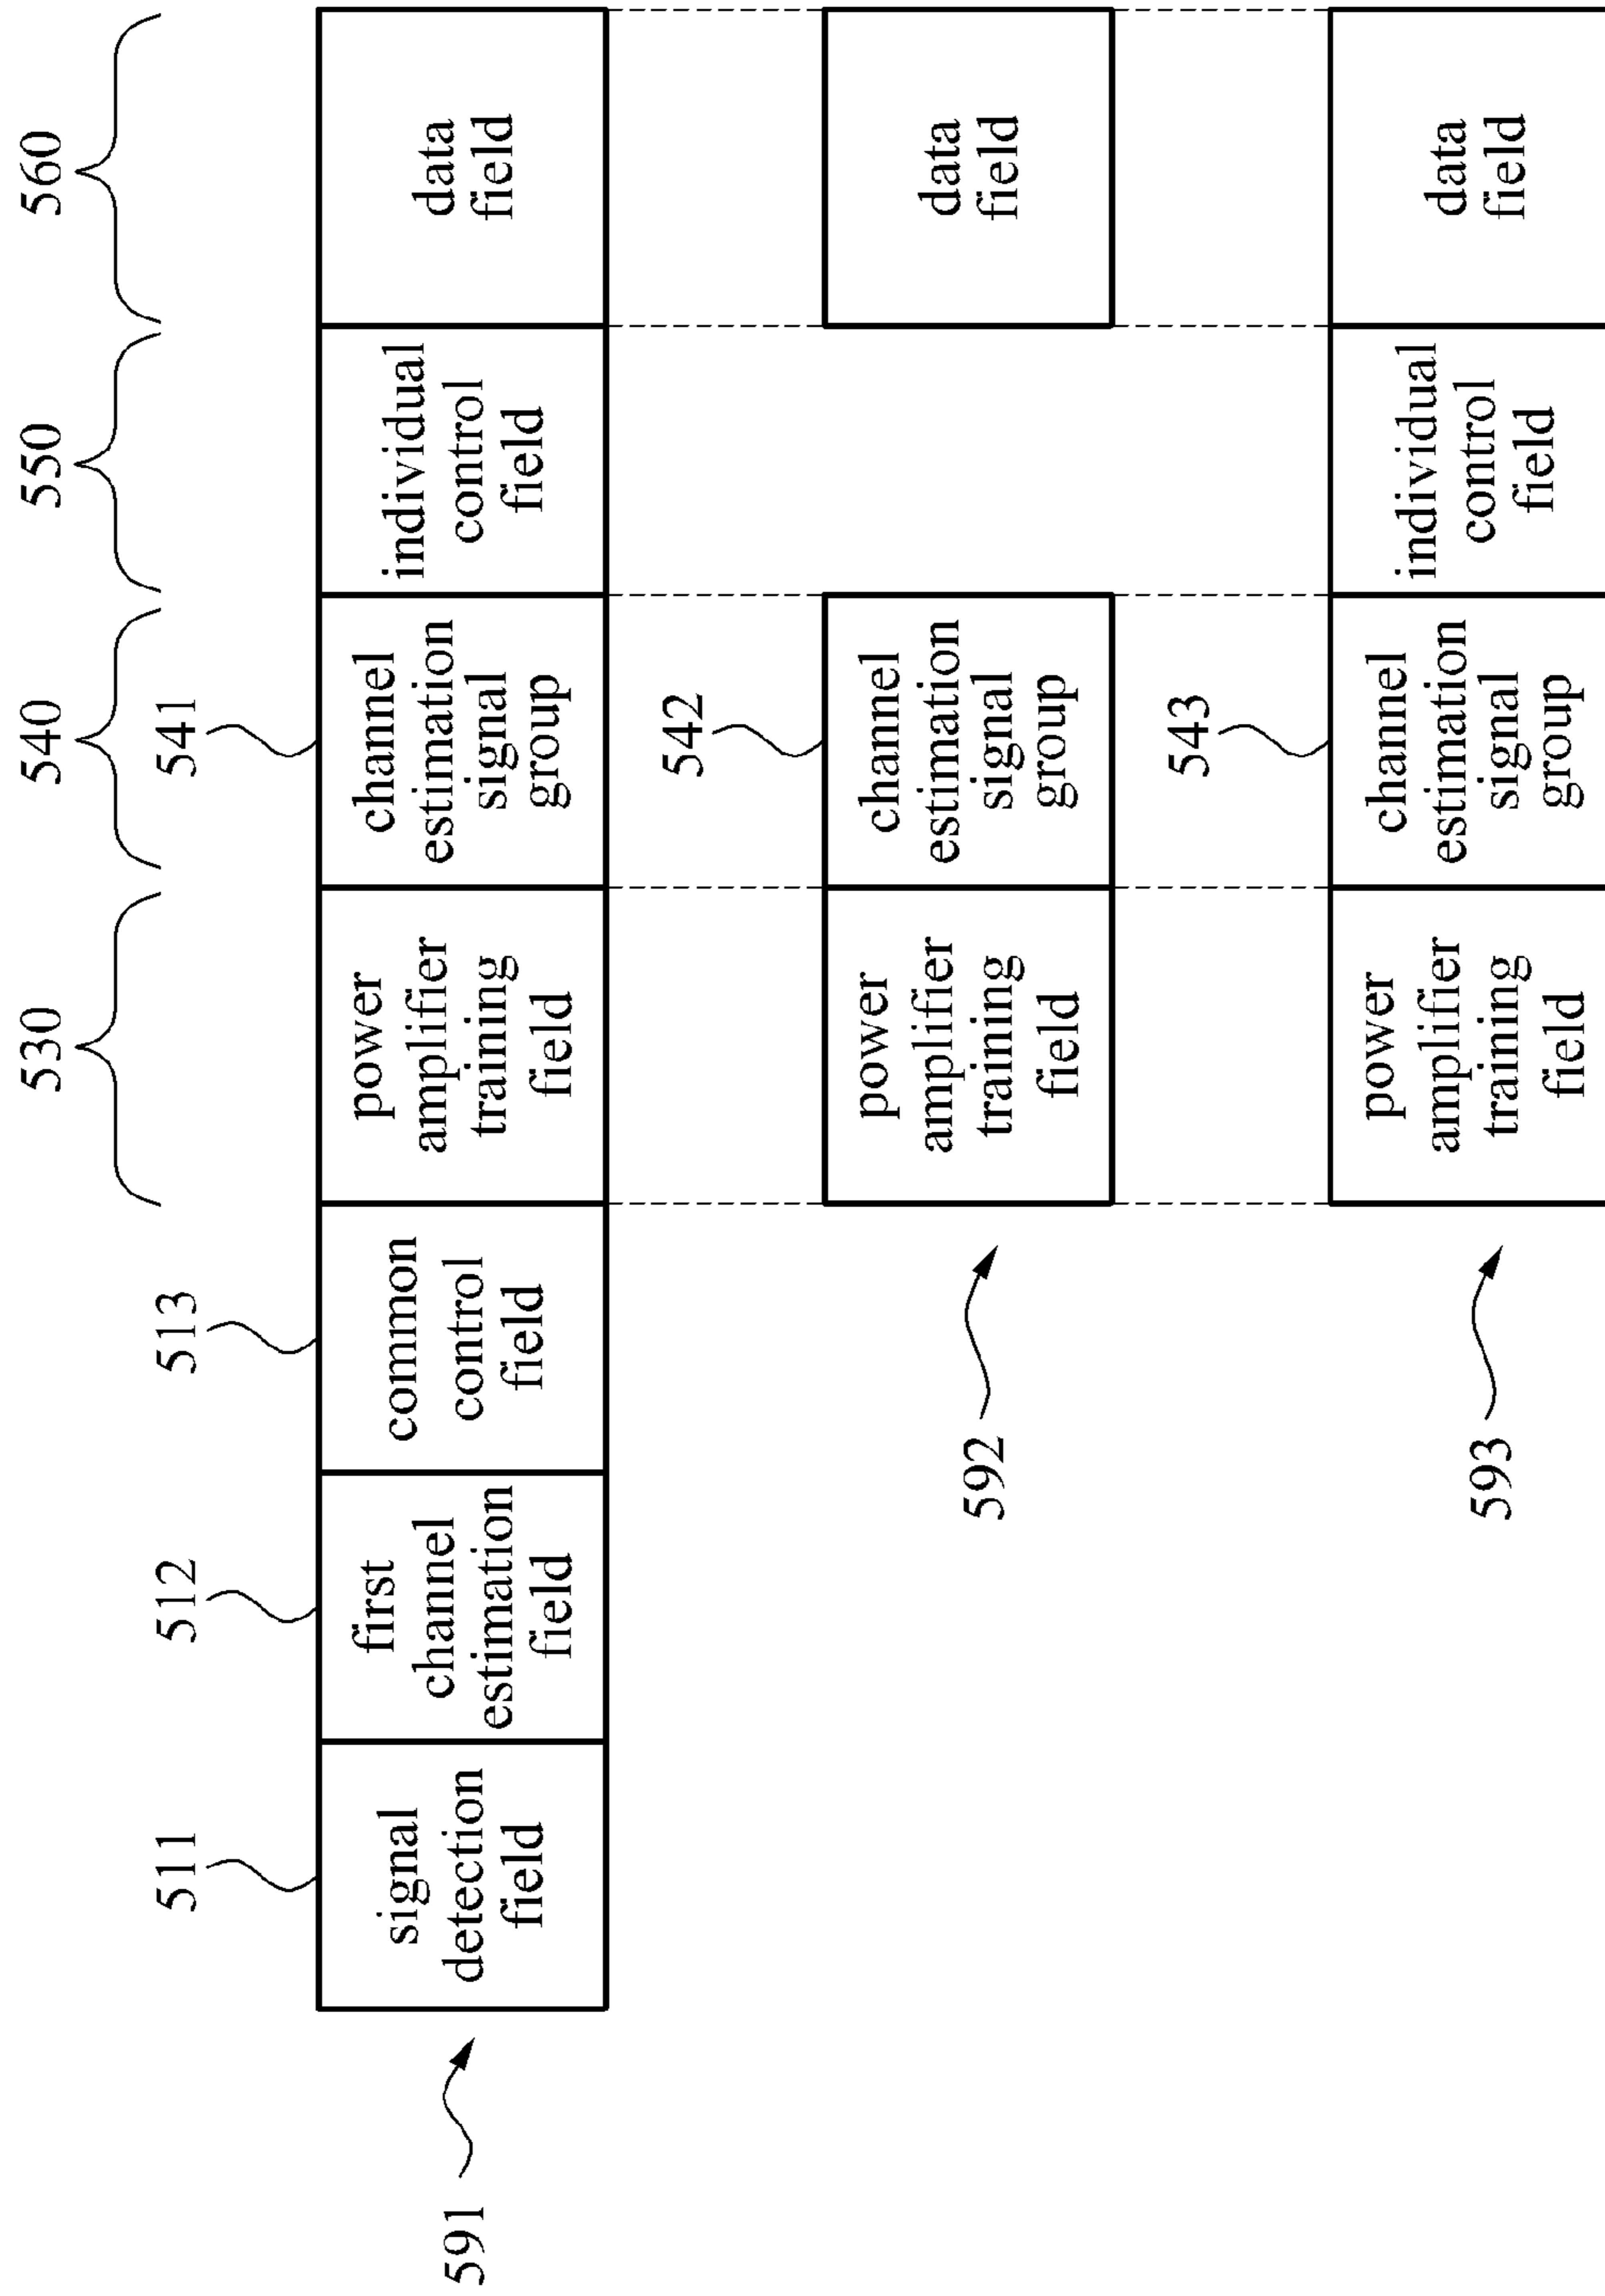 530
540
550
560
511
512
513
541
591
signal
detection
field
first
channel
estimation
field
common
control
field
power
amplifier
training
field
channel
estimation
signal
group
individual
control
field
data
field
542
592
power
amplifier
training
field
channel
estimation
signal
group
data
field
543
593
power
amplifier
training
field
channel
estimation
signal
group
individual
control
field
data
field